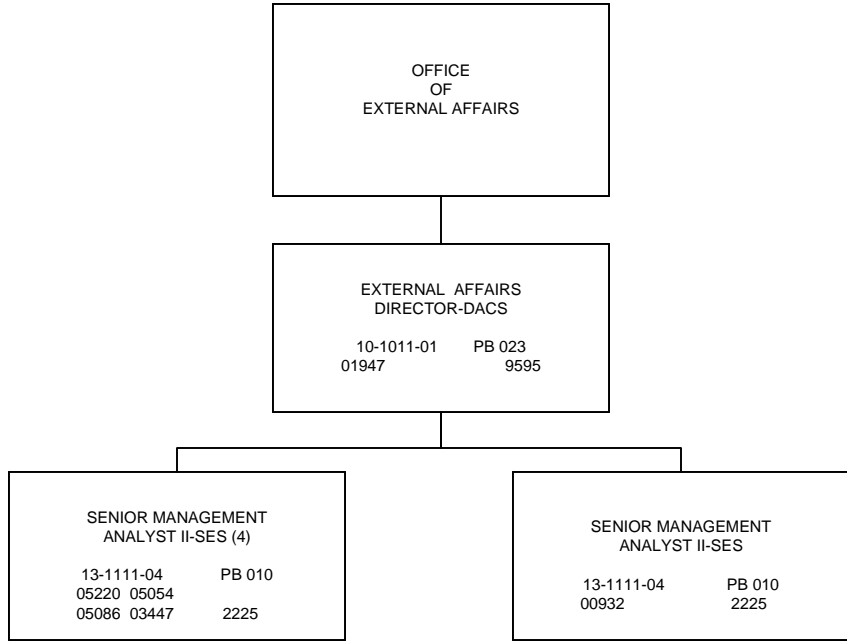 OFFICE
OF
EXTERNAL AFFAIRS
EXTERNAL AFFAIRS
DIRECTOR-DACS
10-1011-01 PB 023
01947 9595
SENIOR MANAGEMENT
ANALYST II-SES (4)
13-1111-04 PB 010
05220 05054
05086 03447 2225
SENIOR MANAGEMENT
ANALYST II-SES
13-1111-04 PB 010
00932 2225